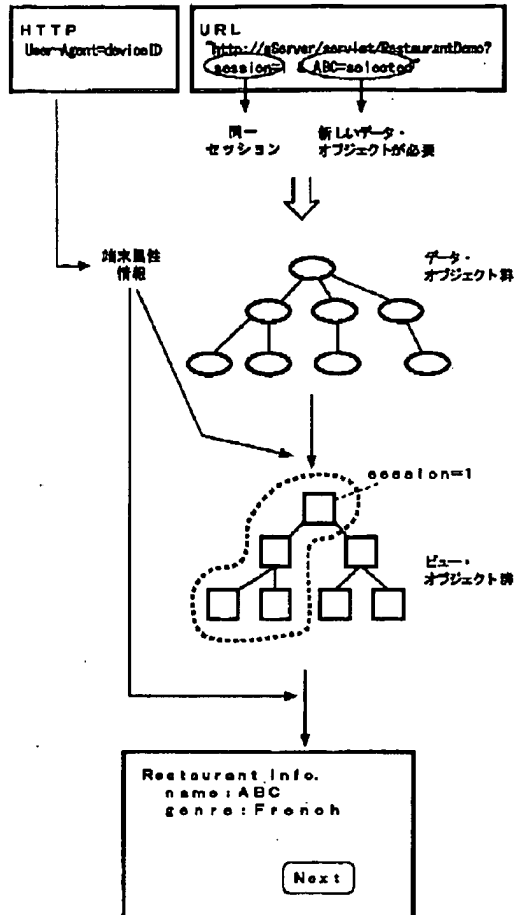 HTTP
User-Agent=deviceID
URL
"http://aServer/servlet/RestaurantDemo?
session=1 & ABC=selected"
同一
セッション
新しいデータ・
オブジェクトが必要
端末属性
情報
データ・
オブジェクト群
session=1
ビュー・
オブジェクト群
Restaurant Info.
name:ABC
genre:French
Next